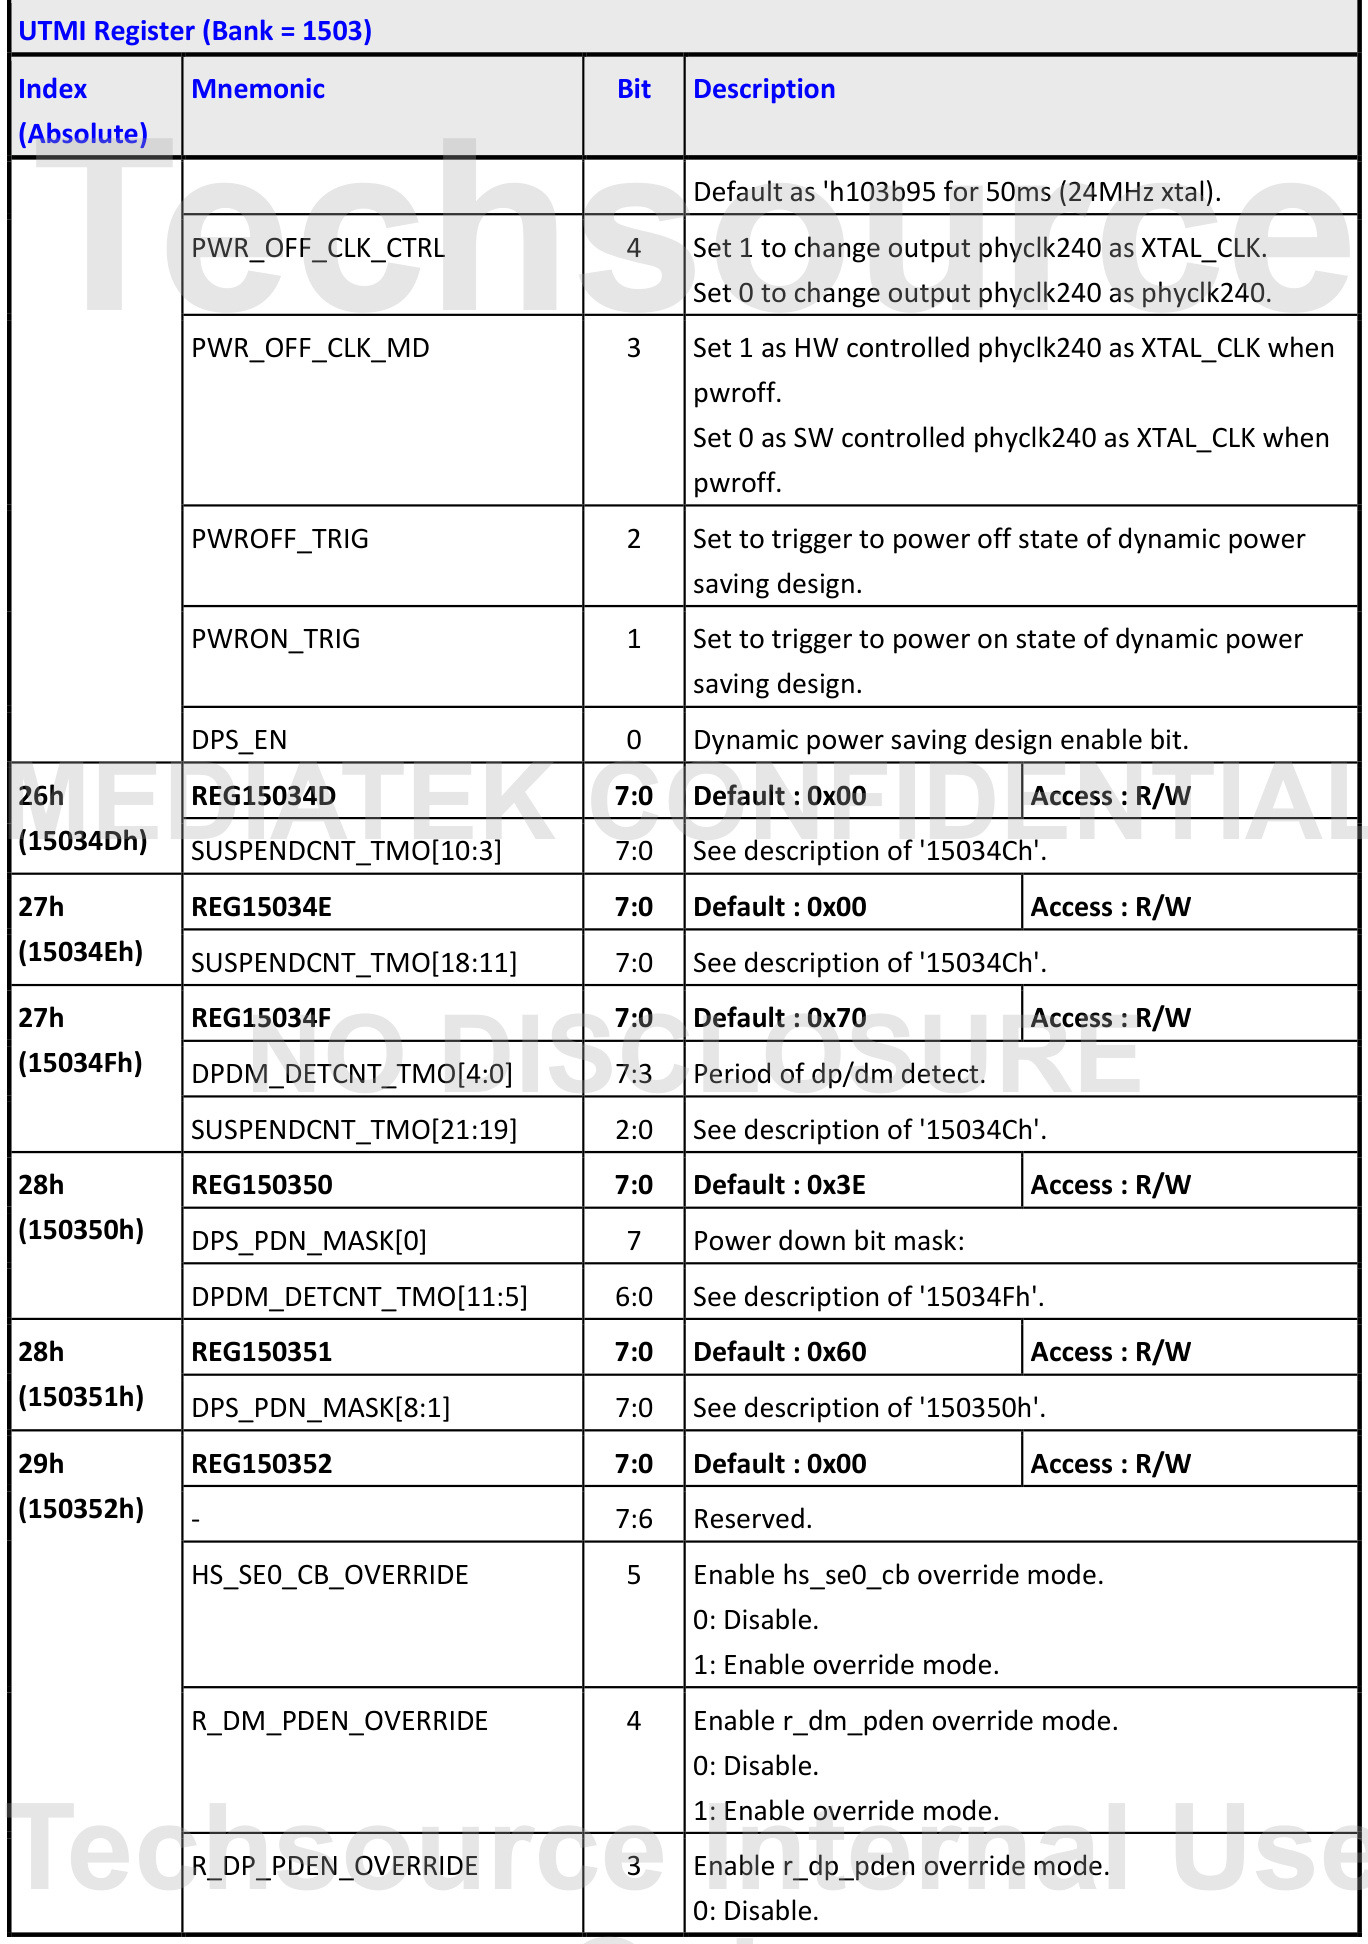 UTMI Register (Bank = 1503)
Index (Absolute) Mnemonic Bit Description
Default as 'h103b95 for 50ms (24MHz xtal).
PWR_OFF_CLK_CTRL 4 Set 1 to change output phyclk240 as XTAL_CLK.
Set 0 to change output phyclk240 as phyclk240.
PWR_OFF_CLK_MD 3 Set 1 as HW controlled phyclk240 as XTAL_CLK when
pwroff.
Set 0 as SW controlled phyclk240 as XTAL_CLK when
pwroff.
PWROFF_TRIG 2 Set to trigger to power off state of dynamic power
saving design.
PWRON_TRIG 1 Set to trigger to power on state of dynamic power
saving design.
DPS_EN 0 Dynamic power saving design enable bit.
26h REG15034D 7:0 Default : 0x00 Access : R/W
(15034Dh) SUSPENDCNT_TMO[10:3] 7:0 See description of '15034Ch'.
27h REG15034E 7:0 Default : 0x00 Access : R/W
(15034Eh) SUSPENDCNT_TMO[18:11] 7:0 See description of '15034Ch'.
27h REG15034F 7:0 Default : 0x70 Access : R/W
(15034Fh) DPDM_DETCNT_TMO[4:0] 7:3 Period of dp/dm detect.
SUSPENDCNT_TMO[21:19] 2:0 See description of '15034Ch'.
28h REG150350 7:0 Default : 0x3E Access : R/W
(150350h) DPS_PDN_MASK[0] 7 Power down bit mask:
DPDM_DETCNT_TMO[11:5] 6:0 See description of '15034Fh'.
28h REG150351 7:0 Default : 0x60 Access : R/W
(150351h) DPS_PDN_MASK[8:1] 7:0 See description of '150350h'.
29h REG150352 7:0 Default : 0x00 Access : R/W
(150352h) - 7:6 Reserved.
HS_SE0_CB_OVERRIDE 5 Enable hs_se0_cb override mode.
0: Disable.
1: Enable override mode.
R_DM_PDEN_OVERRIDE 4 Enable r_dm_pden override mode.
0: Disable.
1: Enable override mode.
R_DP_PDEN_OVERRIDE 3 Enable r_dp_pden override mode.
0: Disable.
Techsource
MEDIATEK CONFIDENTIAL
NO DISCLOSURE
Techsource Internal Use